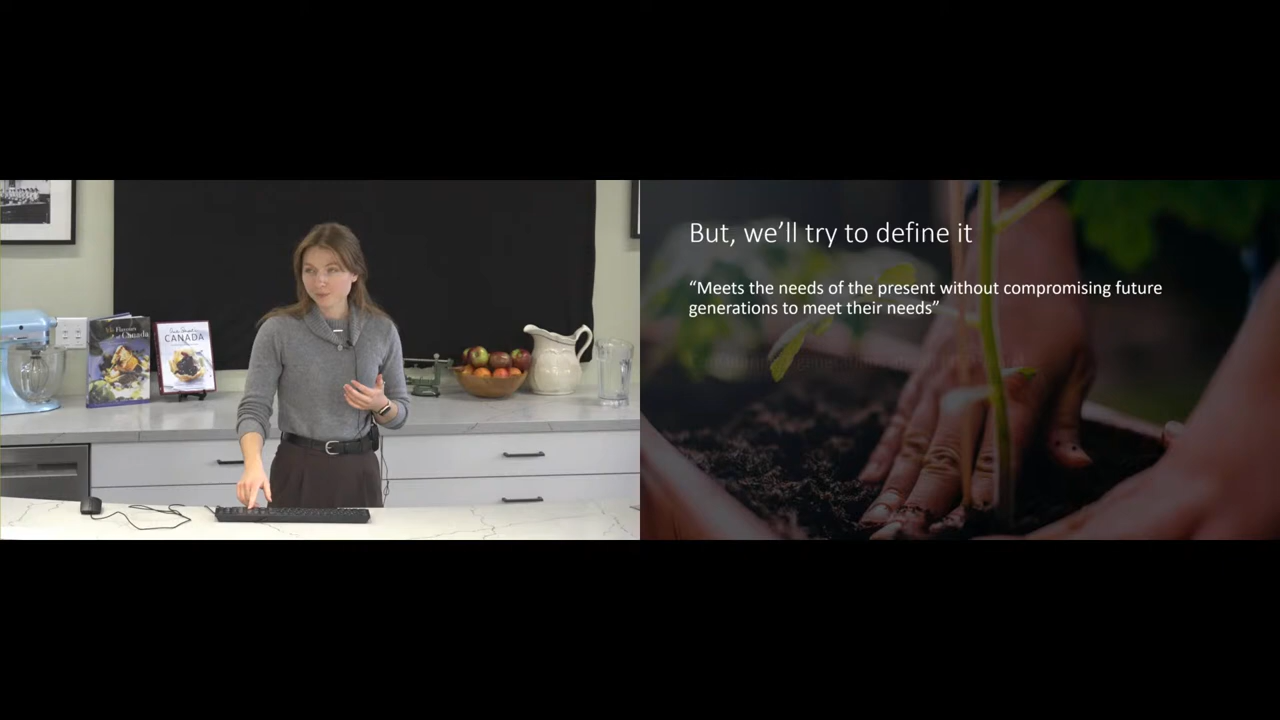 Flavours
of Canada
CANADA
But, we’ll try to define it
“Meets the needs of the present without compromising future
generations to meet their needs”